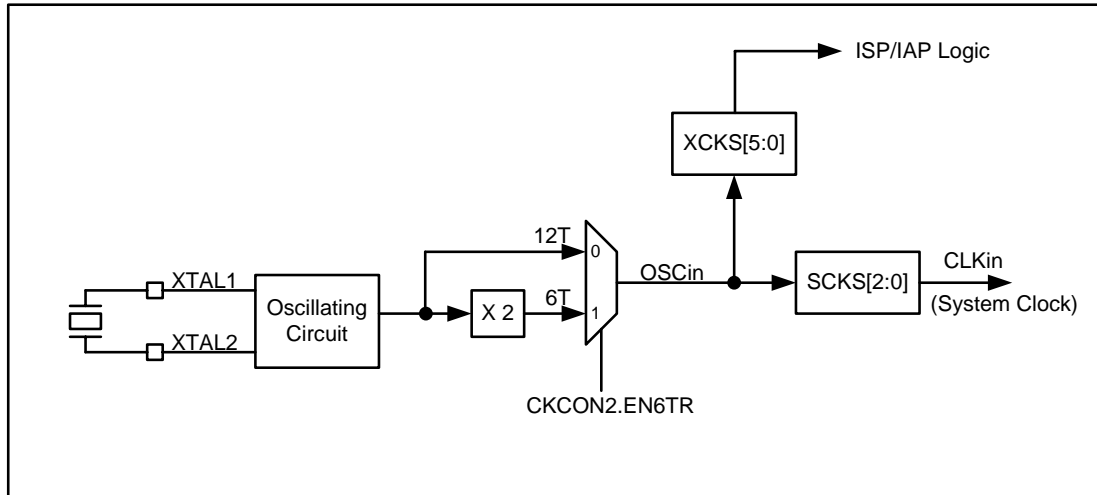 ISP/IAP Logic
XCKS[5:0]
12T
0
OSCin
CLKin
XTAL1
Oscillating
Circuit
X 2
6T
1
SCKS[2:0]
(System Clock)
XTAL2
CKCON2.EN6TR